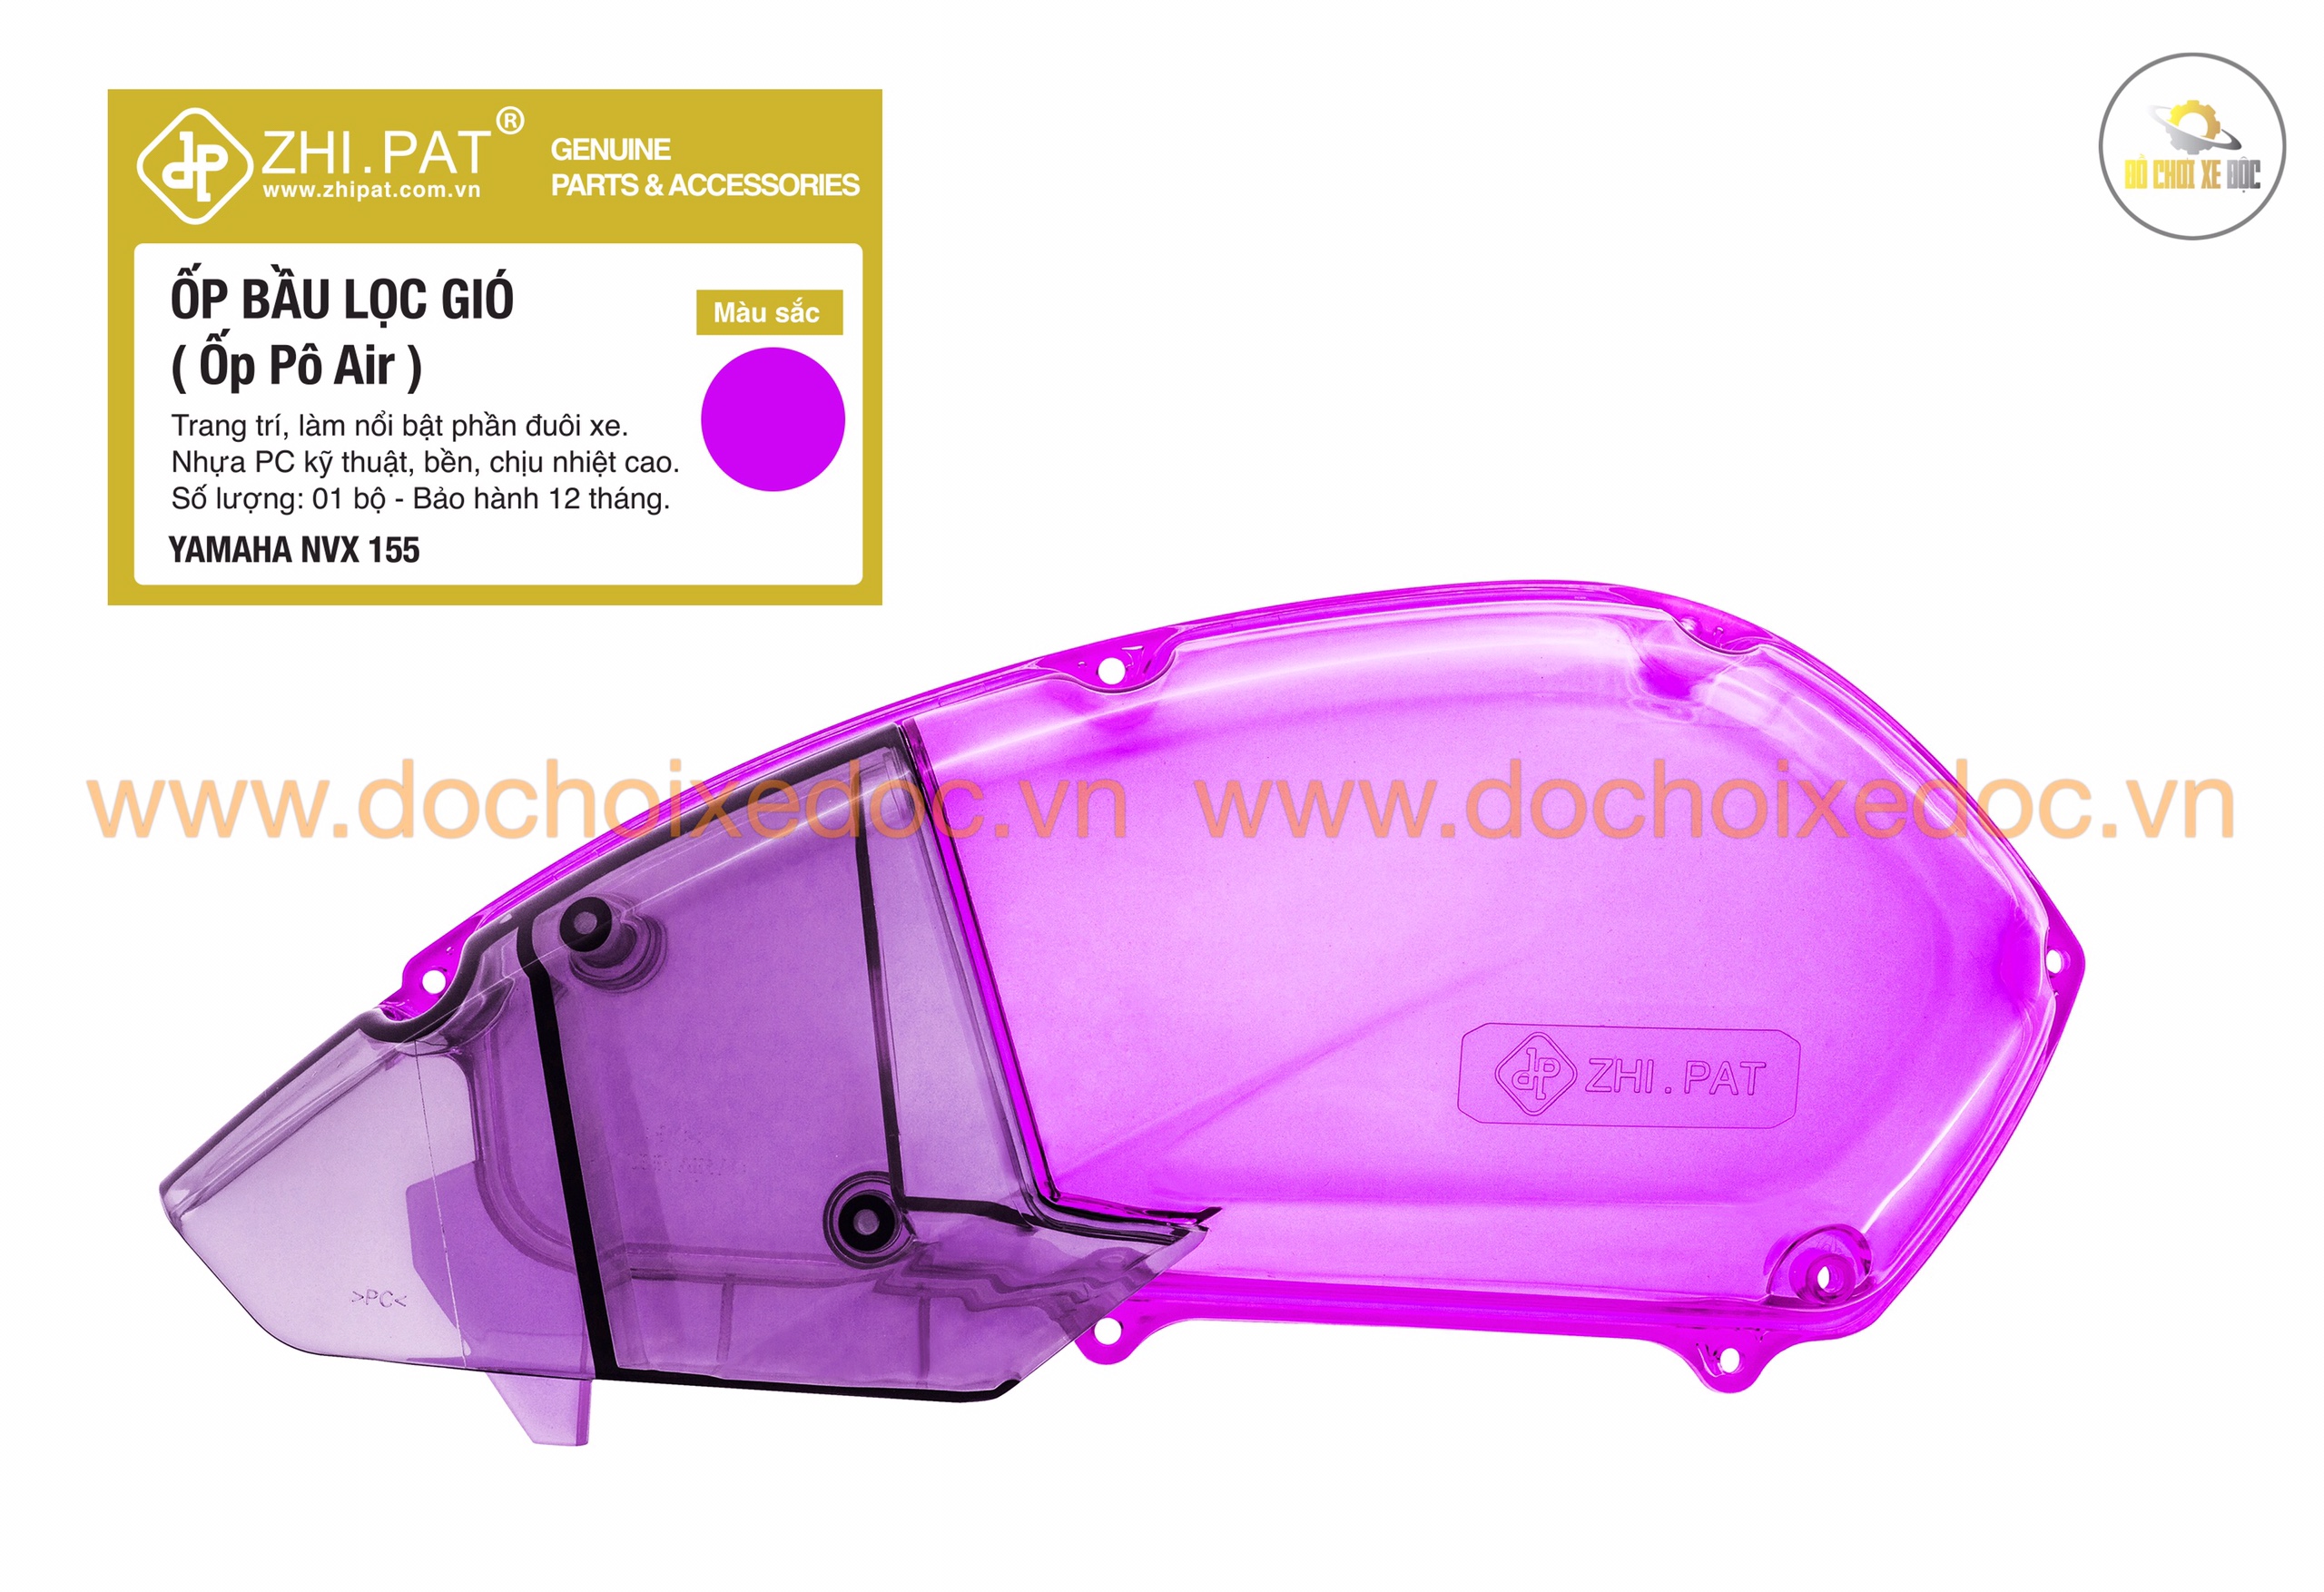 ZHI.PAT®
www.zhipat.com.vn
GENUINE
PARTS & ACCESSORIES
ỐP BẦU LỌC GIÓ
( Ốp Pô Air )
Màu sắc
Trang trí, làm nổi bật phần đuôi xe.
Nhựa PC kỹ thuật, bền, chịu nhiệt cao.
Số lượng: 01 bộ - Bảo hành 12 tháng.
YAMAHA NVX 155
ĐỒ CHƠI XE ĐỘC
www.dochoixedoc.vn www.dochoixedoc.vn
ZHI.PAT
>PC<